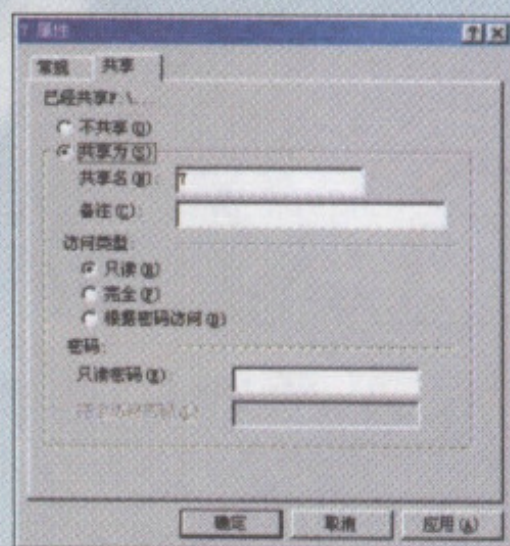 7 属性
常规 共享
已经共享F:\...
不共享(Q)
共享为(S)
共享名(N): 7
备注(C):
访问类型:
只读(R)
完全(F)
根据密码访问(D)
密码:
只读密码(E)
确定 取消 应用(A)